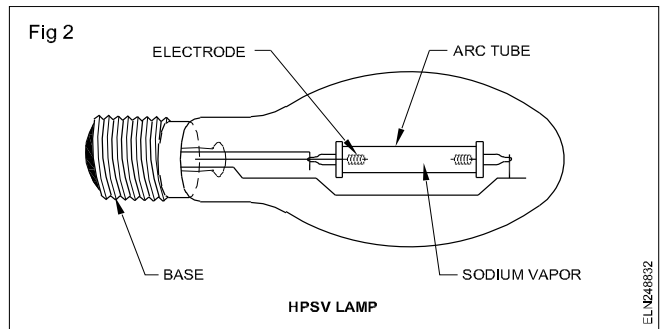 Fig 2
ELECTRODE
ARC TUBE
BASE
SODIUM VAPOR
HPSV LAMP
ELN248832